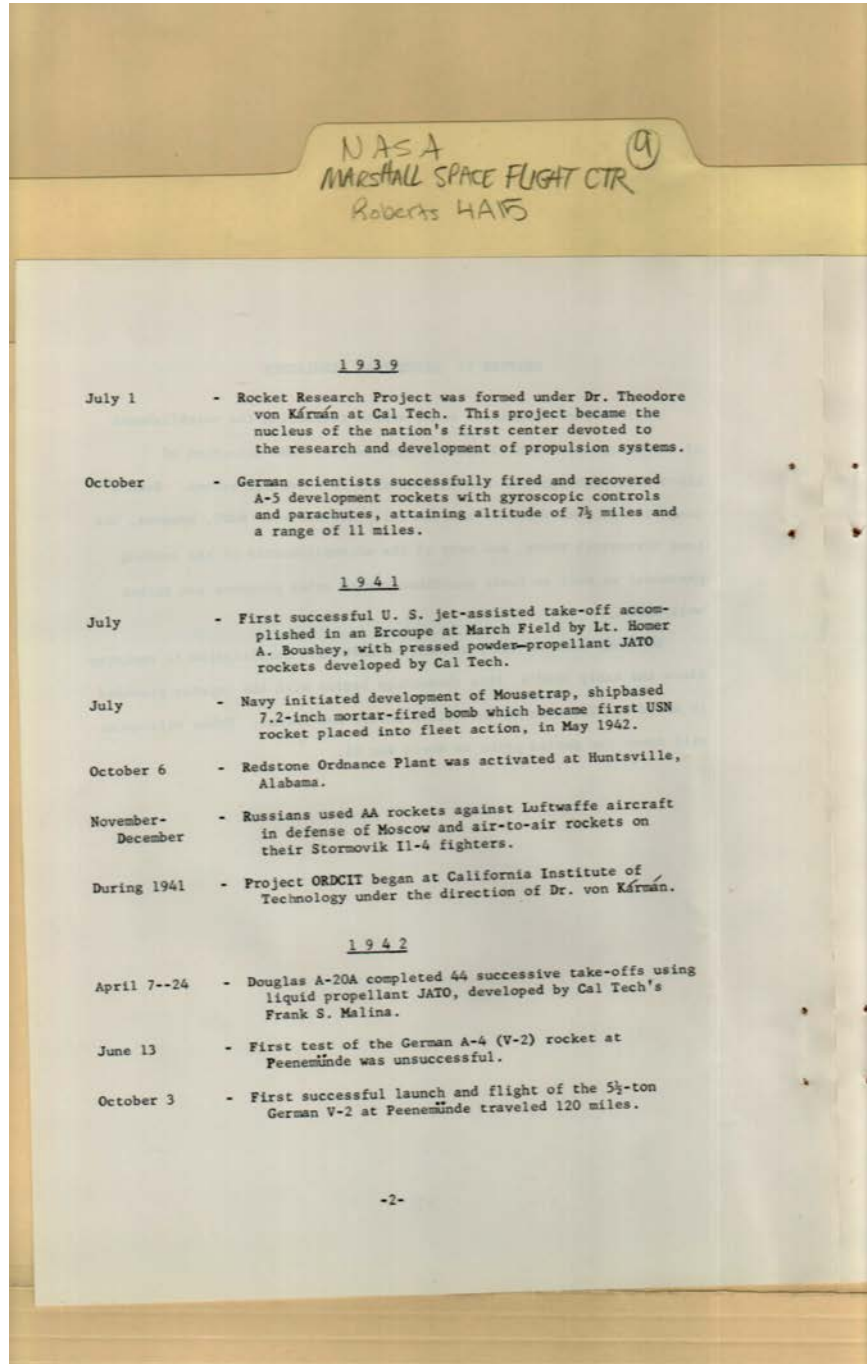 NASA 9
MARSHALL SPACE FLIGHT CTR
Roberts 4A15
1 9 3 9
July 1 - Rocket Research Project was formed under Dr. Theodore
von Kármán at Cal Tech. This project became the
nucleus of the nation's first center devoted to
the research and development of propulsion systems.
October - German scientists successfully fired and recovered
A-5 development rockets with gyroscopic controls
and parachutes, attaining altitude of 7½ miles and
a range of 11 miles.
1 9 4 1
July - First successful U. S. jet-assisted take-off accom-
plished in an Ercoupe at March Field by Lt. Homer
A. Boushey, with pressed powder-propellant JATO
rockets developed by Cal Tech.
July - Navy initiated development of Mousetrap, shipbased
7.2-inch mortar-fired bomb which became first USN
rocket placed into fleet action, in May 1942.
October 6 - Redstone Ordnance Plant was activated at Huntsville,
Alabama.
November- - Russians used AA rockets against Luftwaffe aircraft
December in defense of Moscow and air-to-air rockets on
their Stormovik Il-4 fighters.
During 1941 - Project ORDCIT began at California Institute of
Technology under the direction of Dr. von Kármán.
1 9 4 2
April 7--24 - Douglas A-20A completed 44 successive take-offs using
liquid propellant JATO, developed by Cal Tech's
Frank S. Malina.
June 13 - First test of the German A-4 (V-2) rocket at
Peenemünde was unsuccessful.
October 3 - First successful launch and flight of the 5½-ton
German V-2 at Peenemünde traveled 120 miles.
-2-